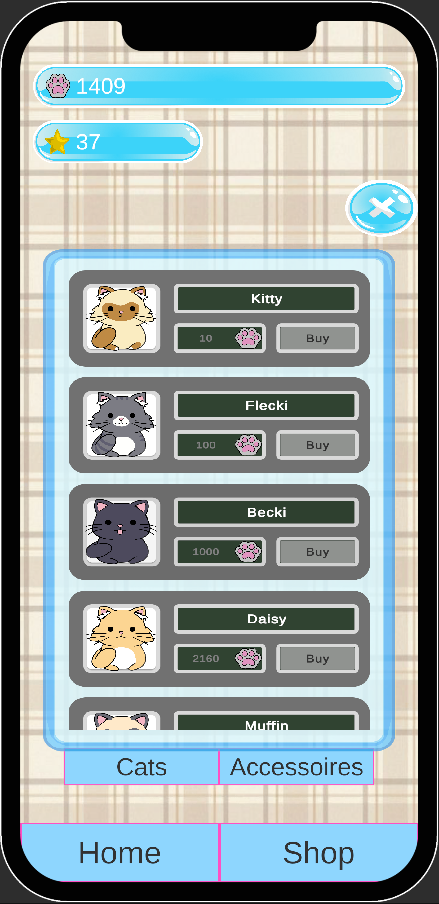 1409
37
Kitty
10 Buy
Flecki
100 Buy
Becki
1000 Buy
Daisy
2160 Buy
Muffin
Cats Accessoires
Home Shop